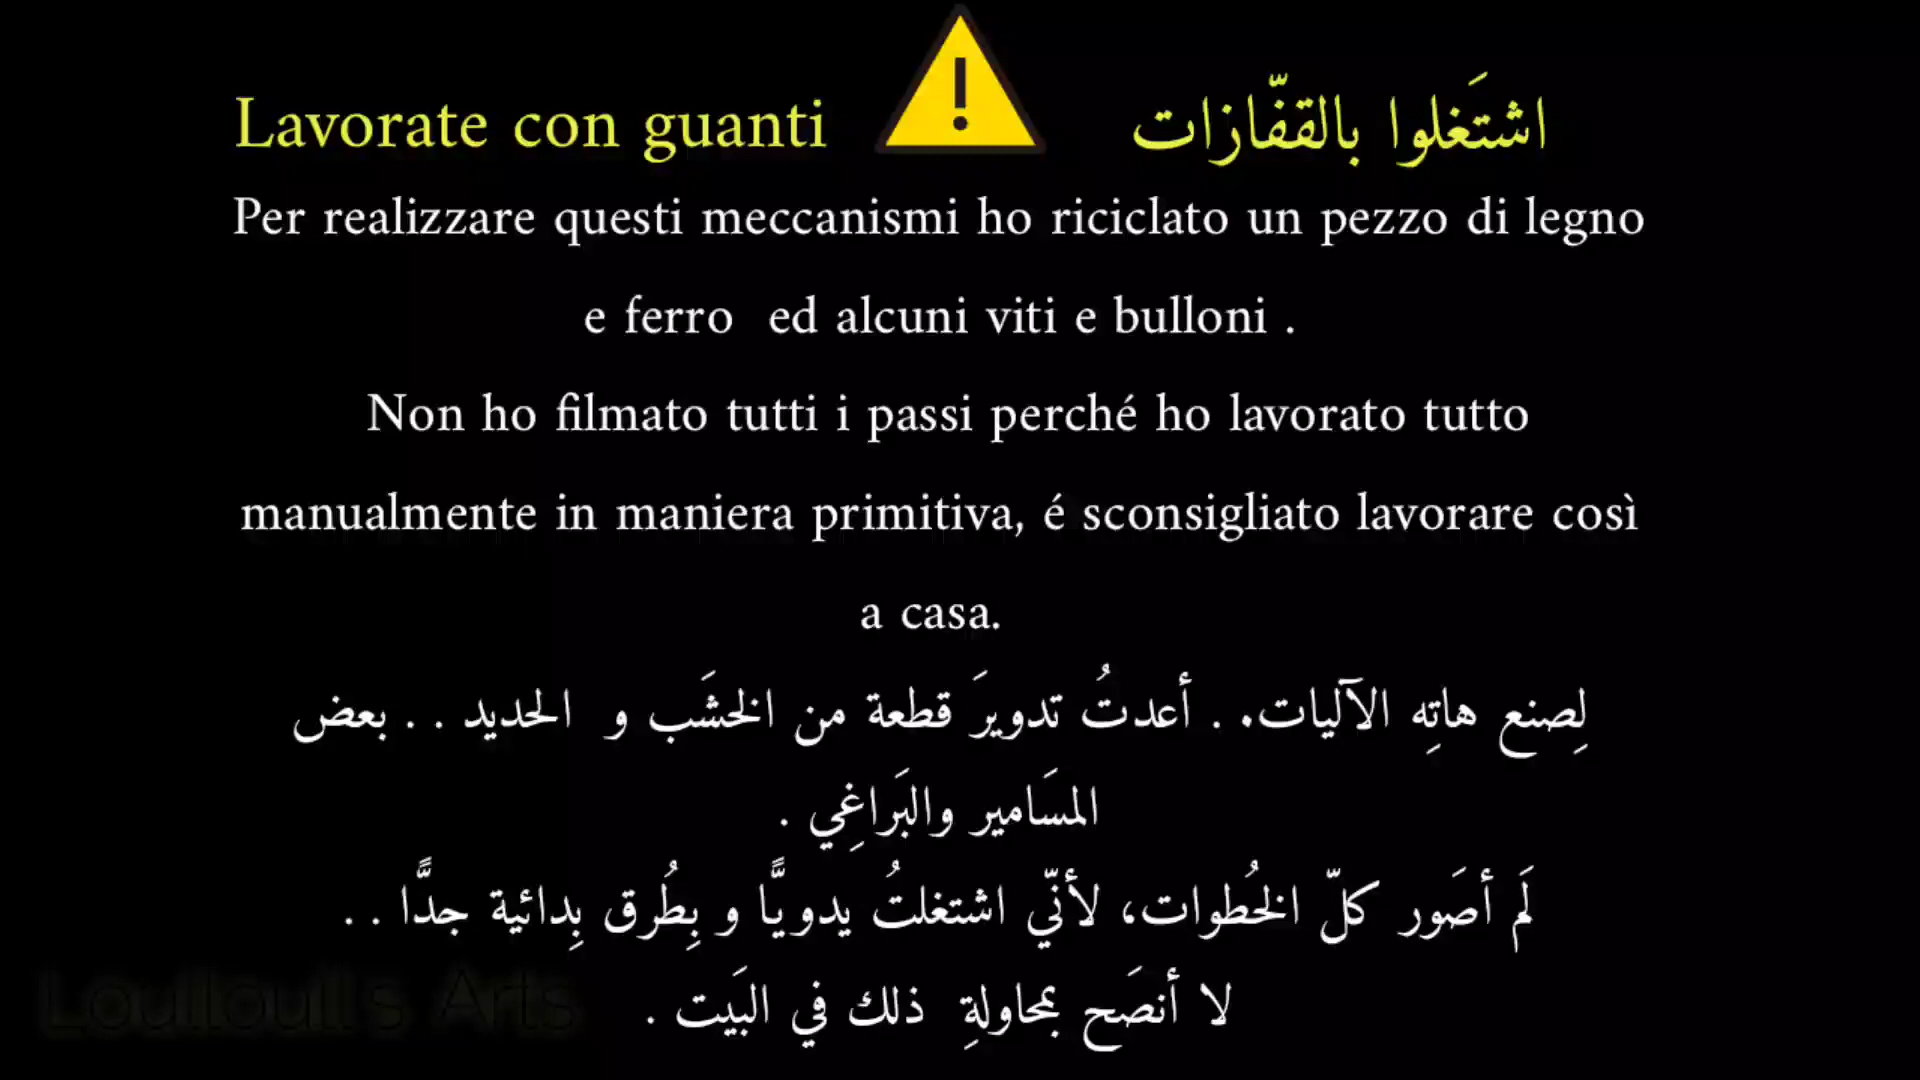 Lavorate con guanti
اشتَغلوا بالقفّازات
Per realizzare questi meccanismi ho riciclato un pezzo di legno
e ferro ed alcuni viti e bulloni .
Non ho filmato tutti i passi perché ho lavorato tutto
manualmente in maniera primitiva, é sconsigliato lavorare così
a casa.
لِصنع هاتِه الآليات. . أعدتُ تدويرَ قطعة من الخشَب و الحديد . . بعض
المسَامير والبَراغِي .
لَم أصَور كلّ الخُطوات، لأنّي اشتغلتُ يدويًّا و بِطُرق بِدائية جدًّا . .
لا أنصَح بمحاولةِ ذلك في البَيت .
Loulloull's Arts